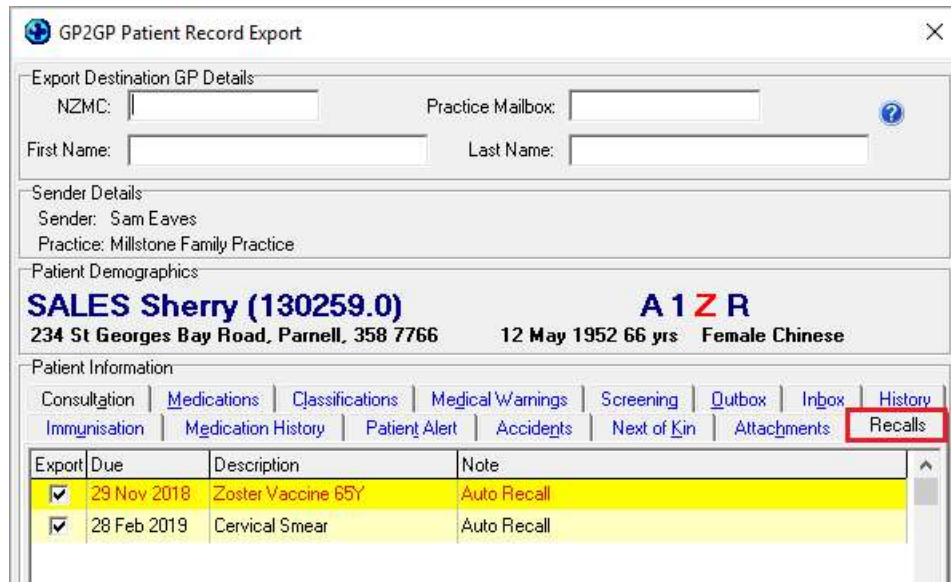 GP2GP Patient Record Export
Export Destination GP Details
NZMC: Practice Mailbox:
First Name: Last Name:
Sender Details
Sender: Sam Eaves
Practice: Millstone Family Practice
Patient Demographics
SALES Sherry (130259.0) A 1 Z R
234 St Georges Bay Road, Parnell, 358 7766 12 May 1952 66 yrs Female Chinese
Patient Information
Consultation Medications Classifications Medical Warnings Screening Outbox Inbox History
Immunisation Medication History Patient Alert Accidents Next of Kin Attachments Recalls
Export Due Description Note
29 Nov 2018 Zoster Vaccine 65Y Auto Recall
28 Feb 2019 Cervical Smear Auto Recall